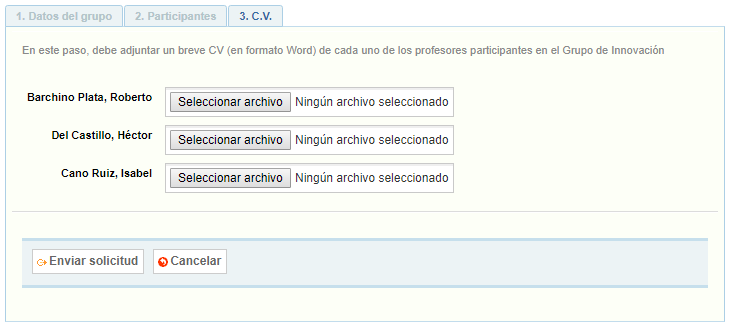 1. Datos del grupo 2. Participantes 3. C.V.
En este paso, debe adjuntar un breve CV (en formato Word) de cada uno de los profesores participantes en el Grupo de Innovación
Barchino Plata, Roberto Seleccionar archivo Ningún archivo seleccionado
Del Castillo, Héctor Seleccionar archivo Ningún archivo seleccionado
Cano Ruiz, Isabel Seleccionar archivo Ningún archivo seleccionado
Enviar solicitud Cancelar